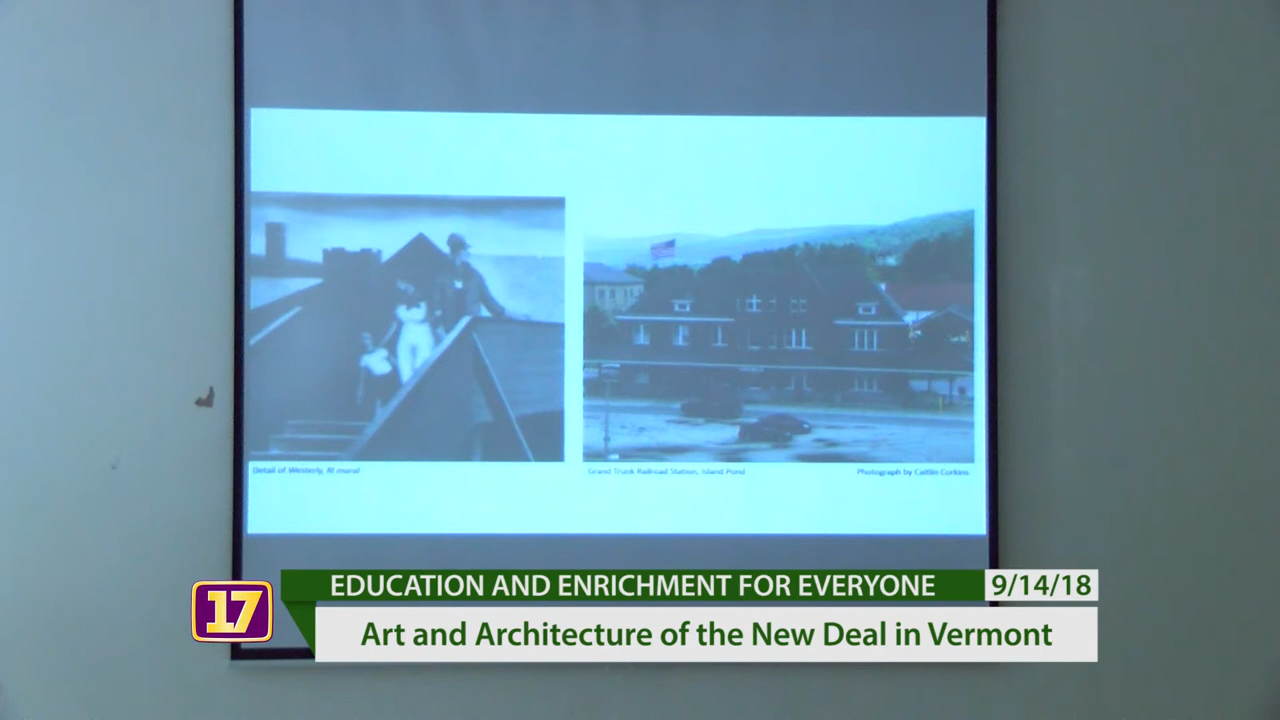 Detail of Westerly, RI mural
Grand Trunk Railroad Station, Island Pond
Photograph by Caitlin Corkins
17
EDUCATION AND ENRICHMENT FOR EVERYONE
9/14/18
Art and Architecture of the New Deal in Vermont